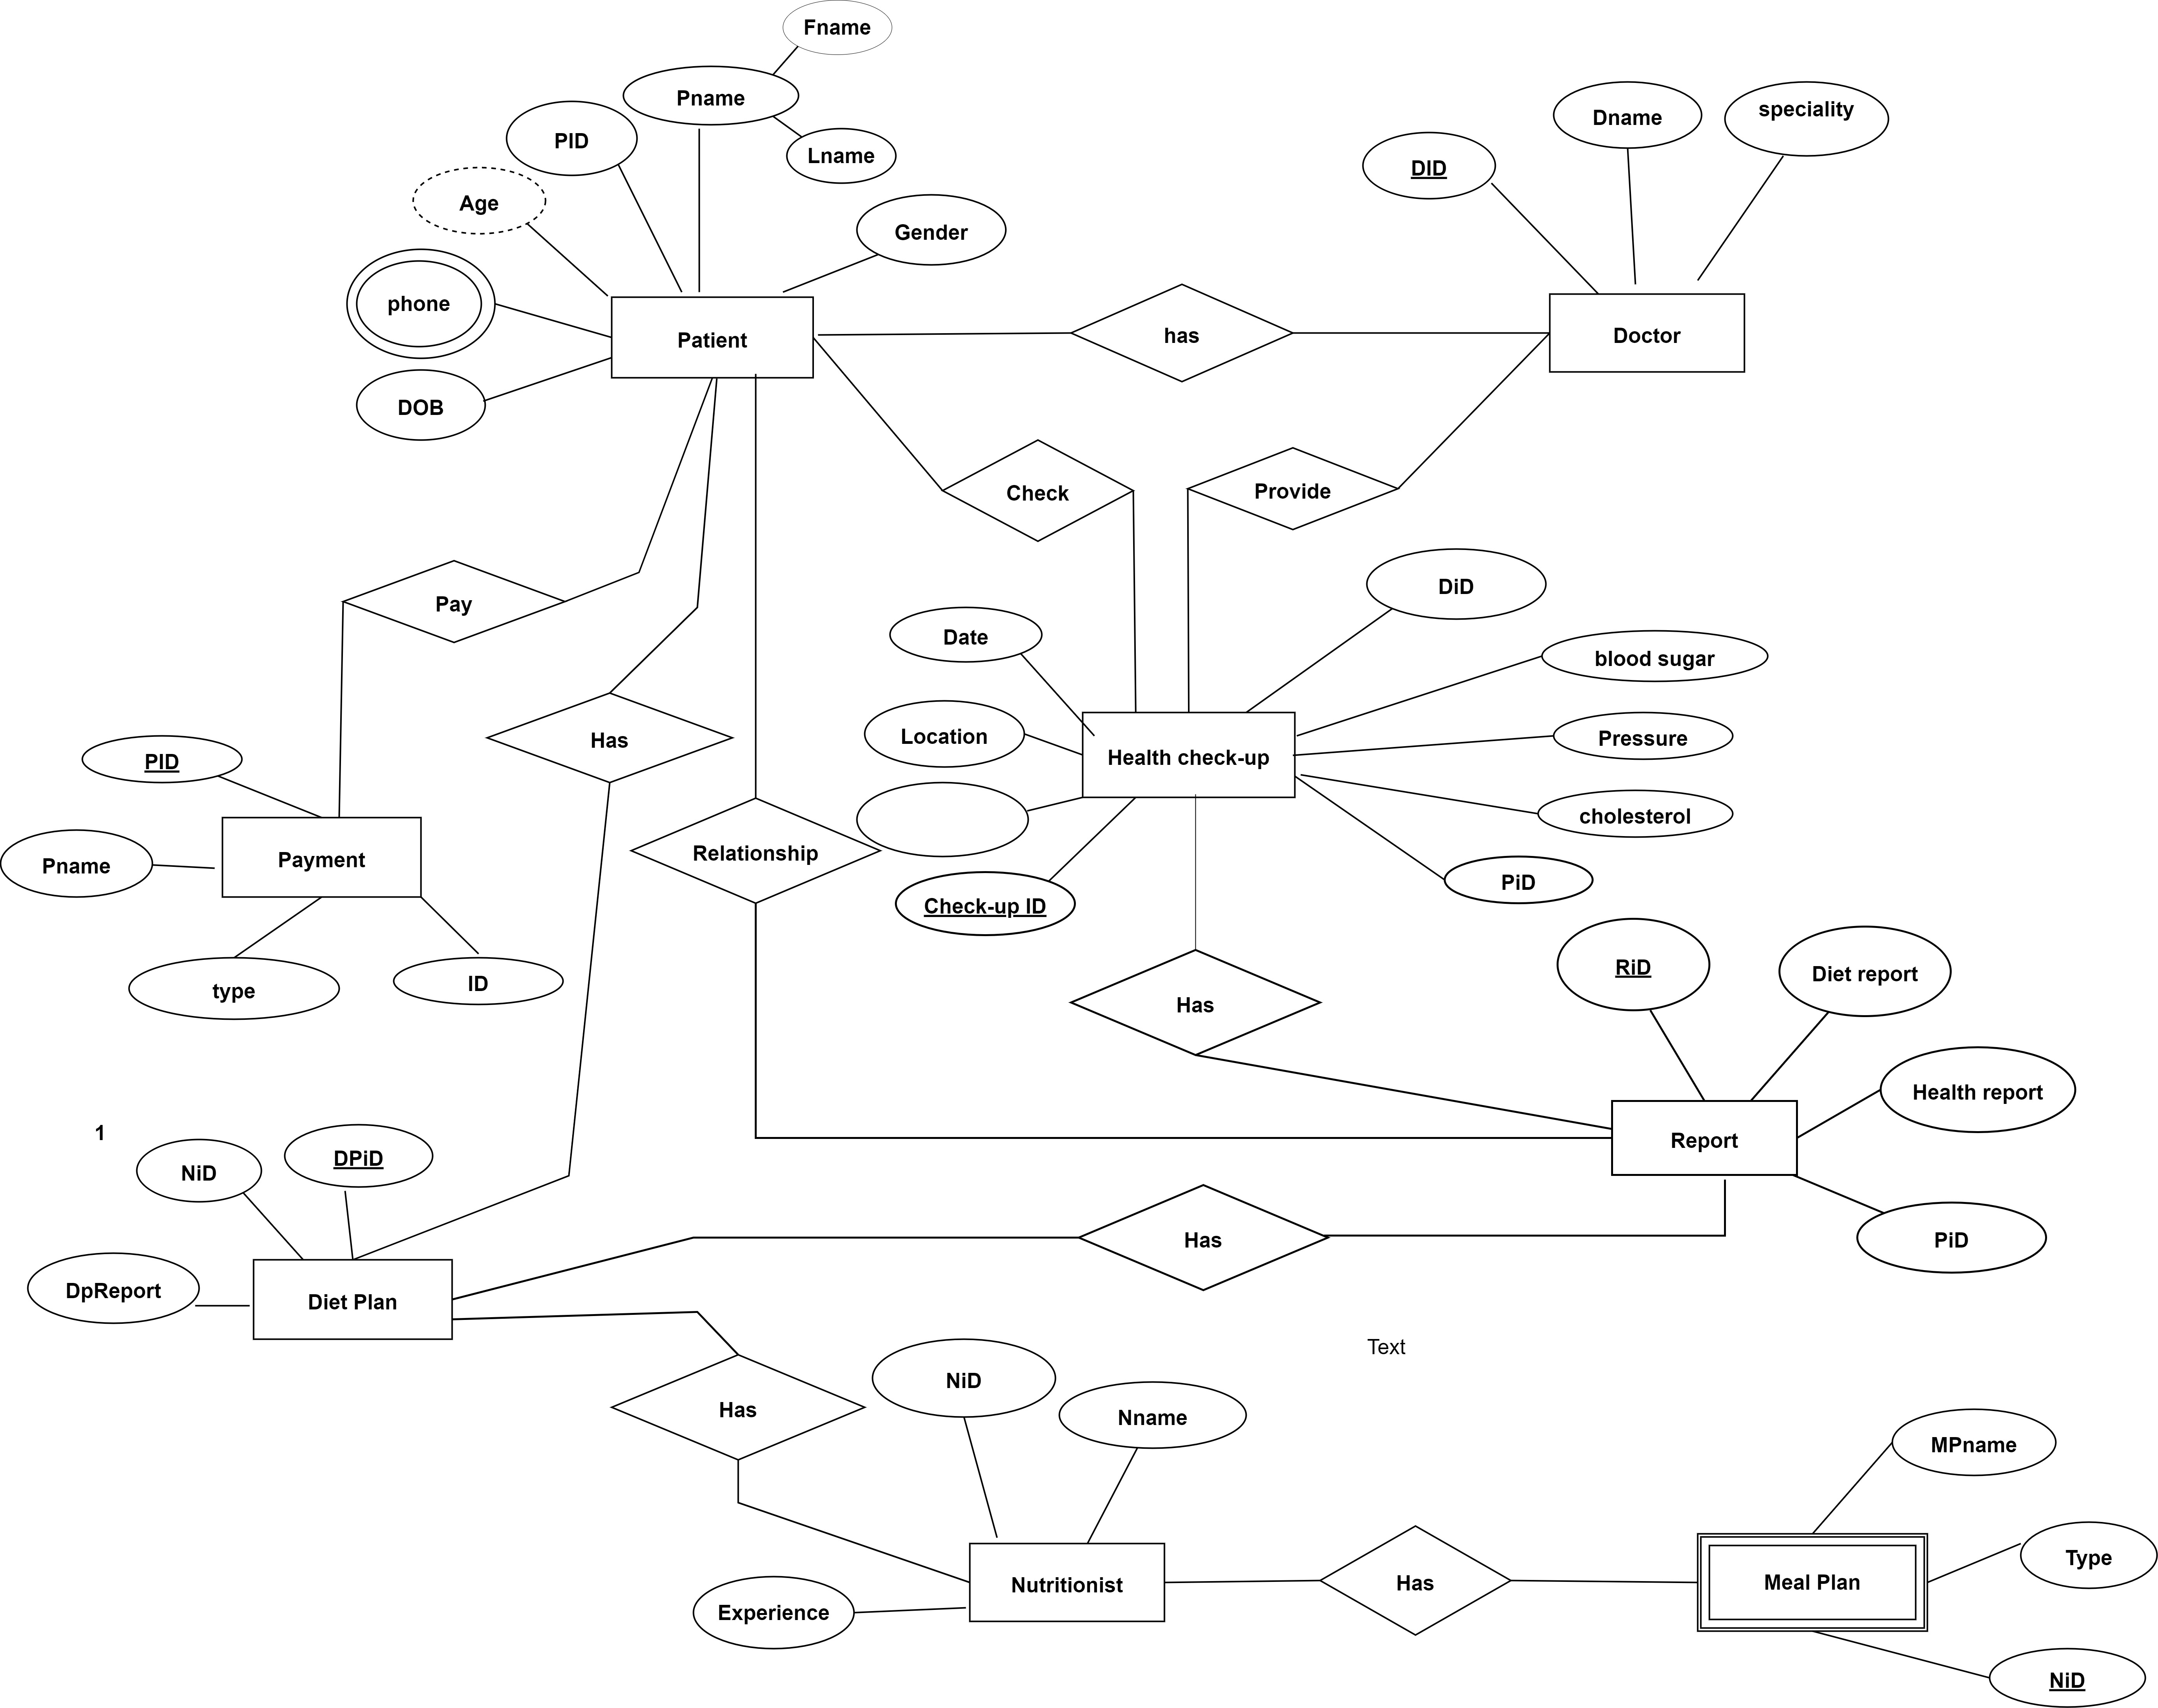 Fname
Pname
PID
Lname
Age
Gender
phone
DOB
Patient
has
DID
Dname
speciality
Doctor
Check
Provide
Pay
Has
Relationship
Date
DiD
blood sugar
Location
Health check-up
Pressure
cholesterol
PiD
Check-up ID
PID
Pname
Payment
type
ID
Has
RiD
Diet report
Health report
Report
PiD
1
NiD
DPiD
DpReport
Diet Plan
Has
Text
Has
NiD
Nname
Experience
Nutritionist
Has
MPname
Meal Plan
Type
NiD